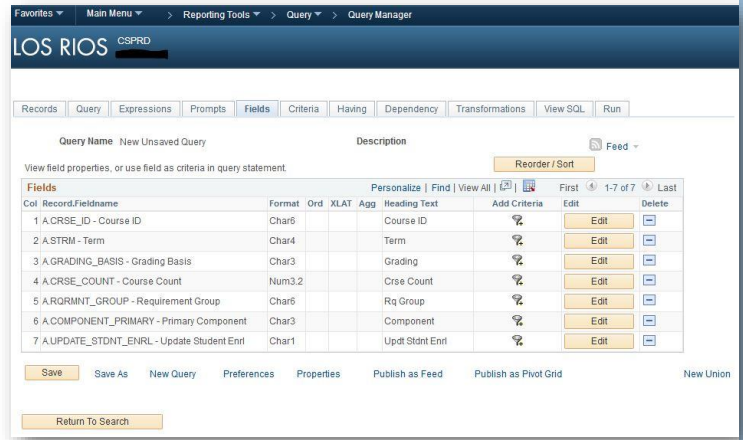 Favorites Main Menu > Reporting Tools > Query > Query Manager
LOS RIOS CSPRD
Records Query Expressions Prompts Fields Criteria Having Dependency Transformations View SQL Run
Query Name New Unsaved Query Description
Feed
View field properties, or use field as criteria in query statement.
Reorder / Sort
Fields Personalize | Find | View All | | First 1-7 of 7 Last
Col Record.Fieldname Format Ord XLAT Agg Heading Text Add Criteria Edit Delete
1 A.CRSE_ID - Course ID Char6 Course ID Edit
2 A.STRM - Term Char4 Term Edit
3 A.GRADING_BASIS - Grading Basis Char3 Grading Edit
4 A.CRSE_COUNT - Course Count Num3.2 Crse Count Edit
5 A.RQRMNT_GROUP - Requirement Group Char6 Rq Group Edit
6 A.COMPONENT_PRIMARY - Primary Component Char3 Component Edit
7 A.UPDATE_STDNT_ENRL - Update Student Enrl Char1 Updt Stdnt Enrl Edit
Save Save As New Query Preferences Properties Publish as Feed Publish as Pivot Grid New Union
Return To Search